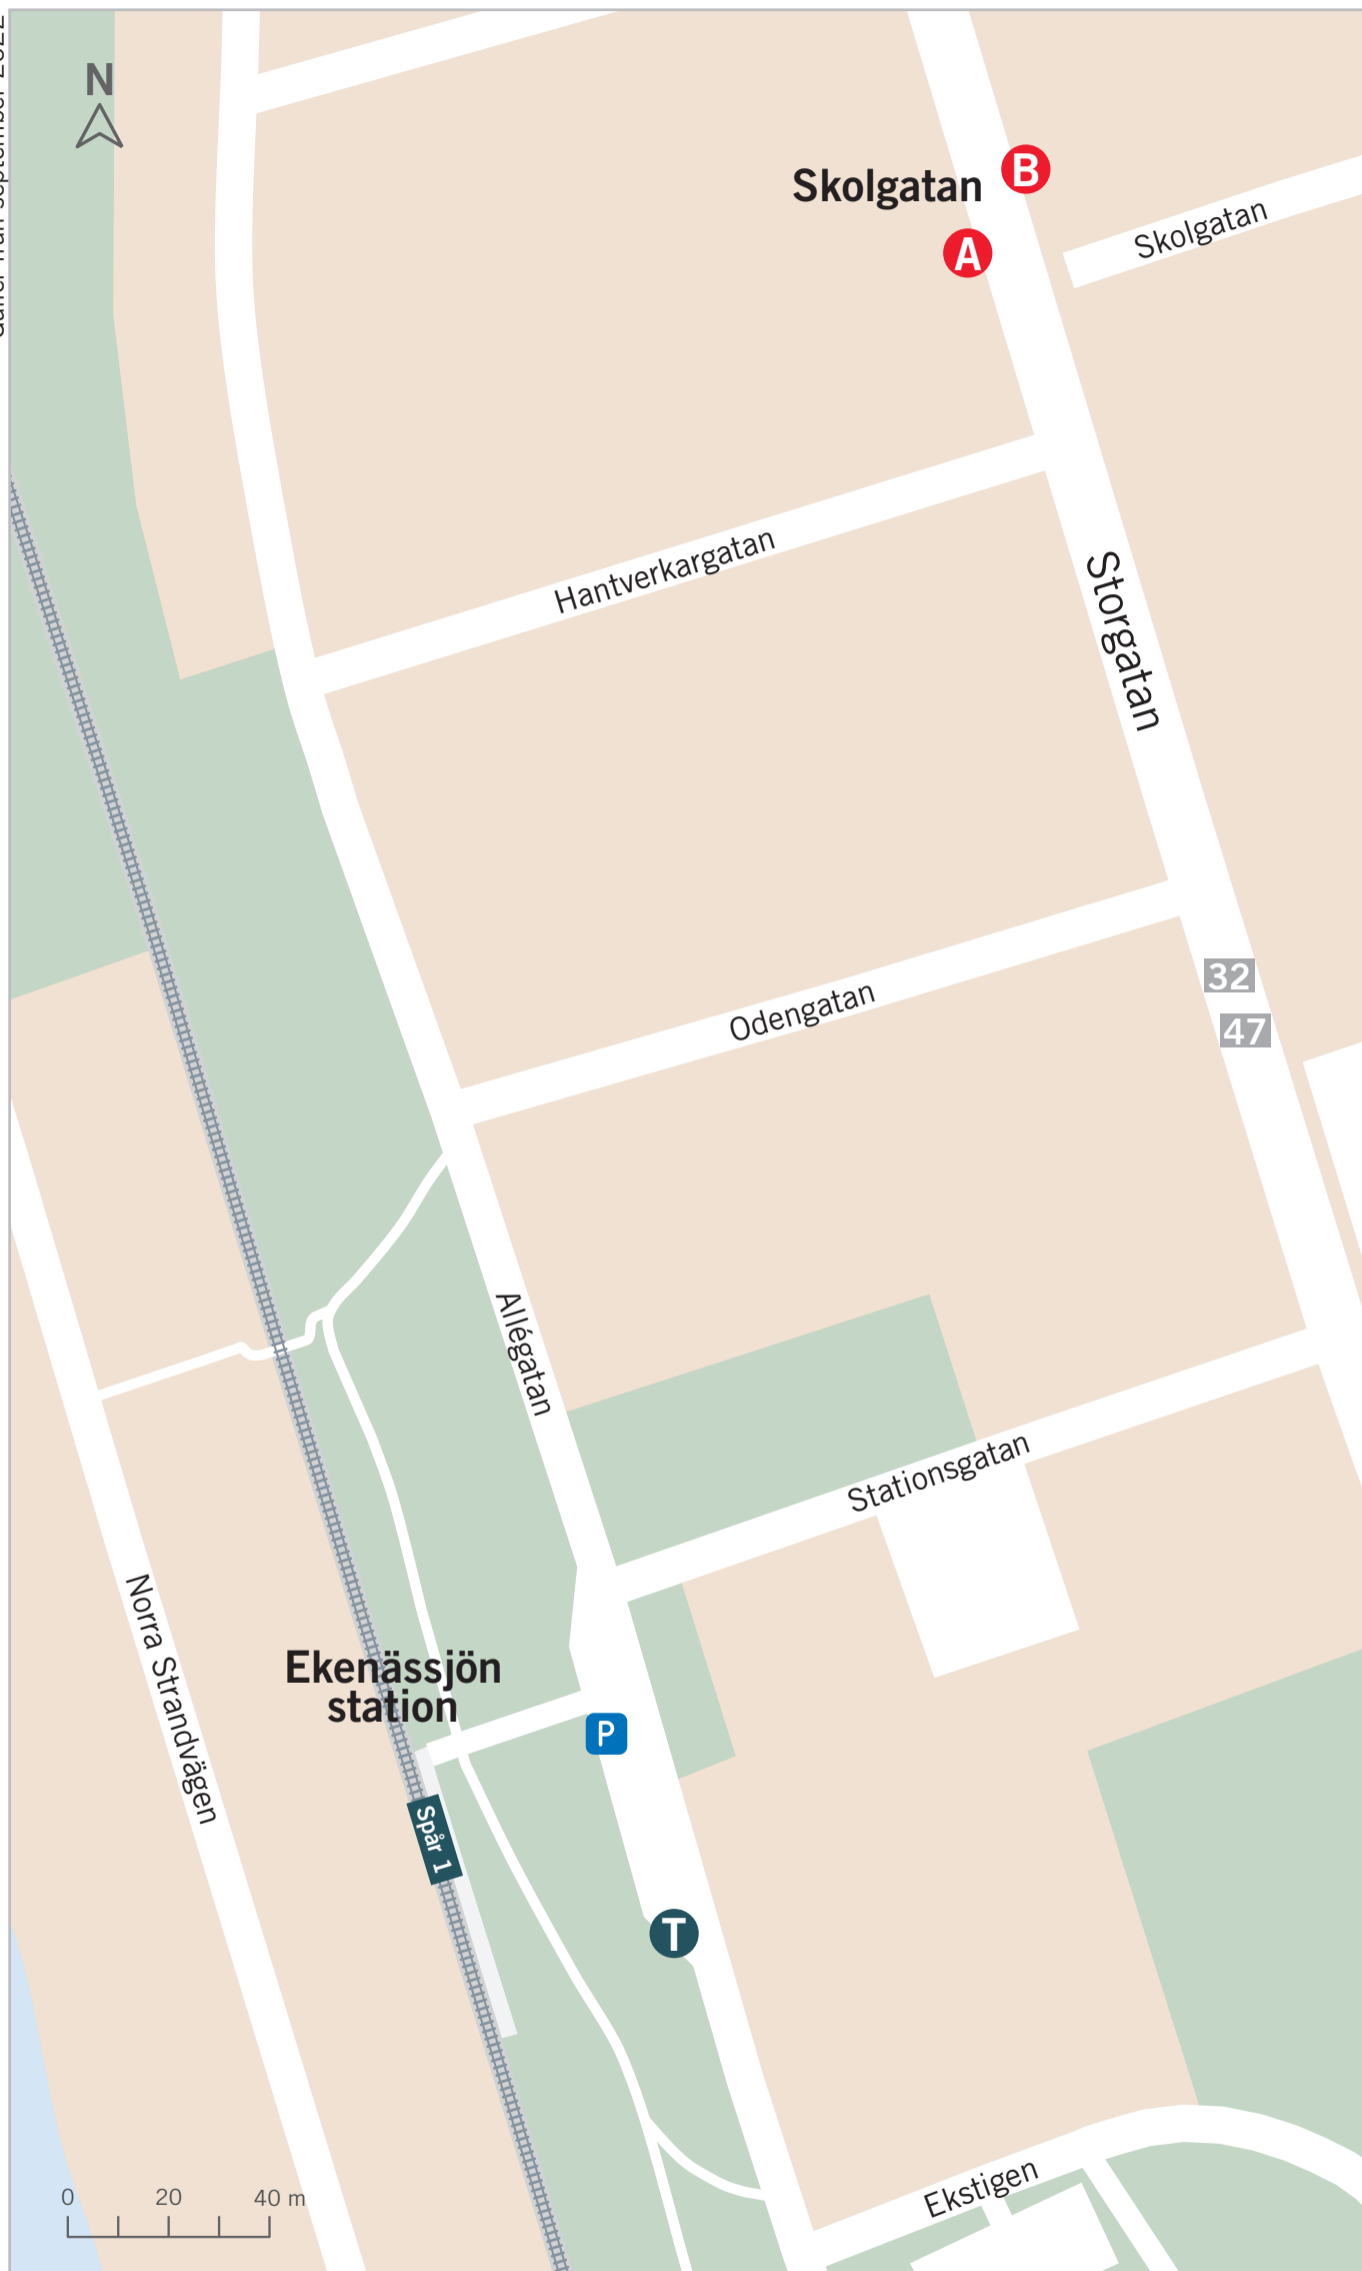 N
Skolgatan
B
A
Skolgatan
Hantverkargatan
Storgatan
Odengatan
32
47
Allégatan
Stationsgatan
Norra Strandvägen
Ekenässjön
station
P
Spår 1
T
Ekstigen
0 20 40 m